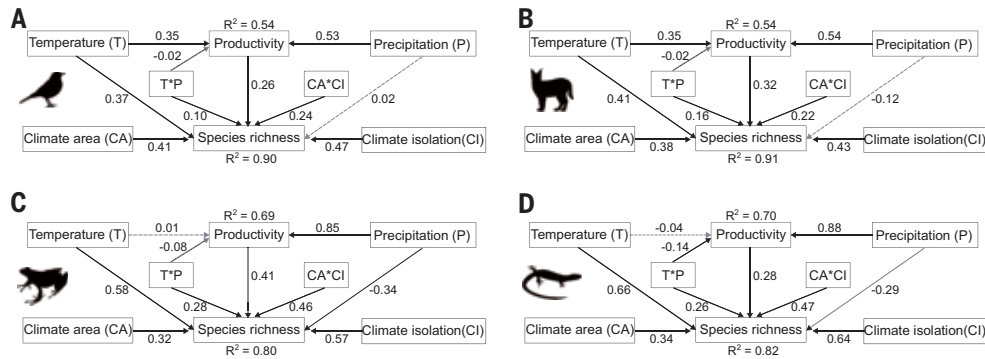 A
R² = 0.54
Temperature (T)
0.35
Productivity
0.53
Precipitation (P)
-0.02
T*P
0.26
CA*CI
0.37
0.10
0.24
0.02
Climate area (CA)
0.41
Species richness
0.47
Climate isolation(CI)
R² = 0.90
B
R² = 0.54
Temperature (T)
0.35
Productivity
0.54
Precipitation (P)
-0.02
T*P
0.32
CA*CI
0.41
0.16
0.22
-0.12
Climate area (CA)
0.38
Species richness
0.43
Climate isolation(CI)
R² = 0.91
C
R² = 0.69
Temperature (T)
0.01
Productivity
0.85
Precipitation (P)
-0.08
T*P
0.41
CA*CI
0.58
0.28
0.46
-0.34
Climate area (CA)
0.32
Species richness
0.57
Climate isolation(CI)
R² = 0.80
D
R² = 0.70
Temperature (T)
-0.04
Productivity
0.88
Precipitation (P)
-0.14
T*P
0.28
CA*CI
0.66
0.26
0.47
-0.29
Climate area (CA)
0.34
Species richness
0.64
Climate isolation(CI)
R² = 0.82